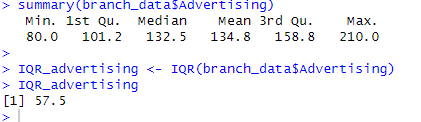 > summary(branch_data$Advertising)
Min. 1st Qu. Median Mean 3rd Qu. Max.
80.0 101.2 132.5 134.8 158.8 210.0
>
> IQR_advertising <- IQR(branch_data$Advertising)
> IQR_advertising
[1] 57.5
>